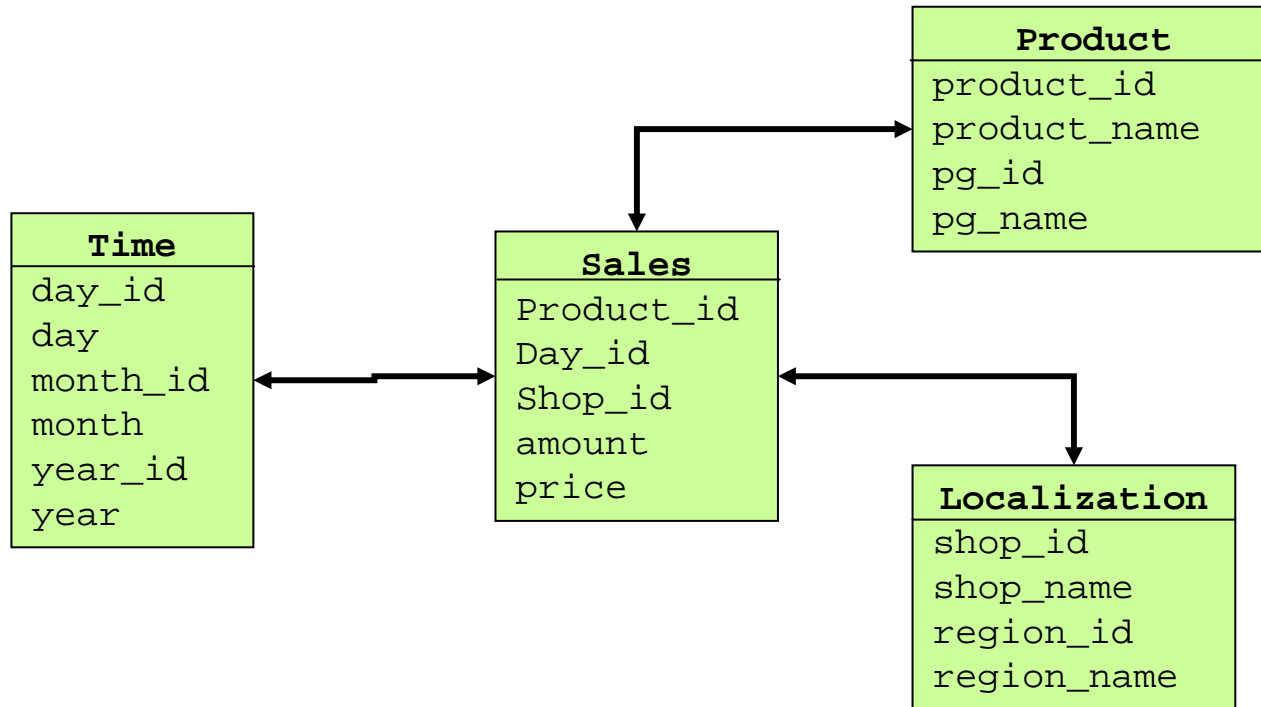 Product
product_id
product_name
pg_id
pg_name
Time
day_id
day
month_id
month
year_id
year
Sales
Product_id
Day_id
Shop_id
amount
price
Localization
shop_id
shop_name
region_id
region_name